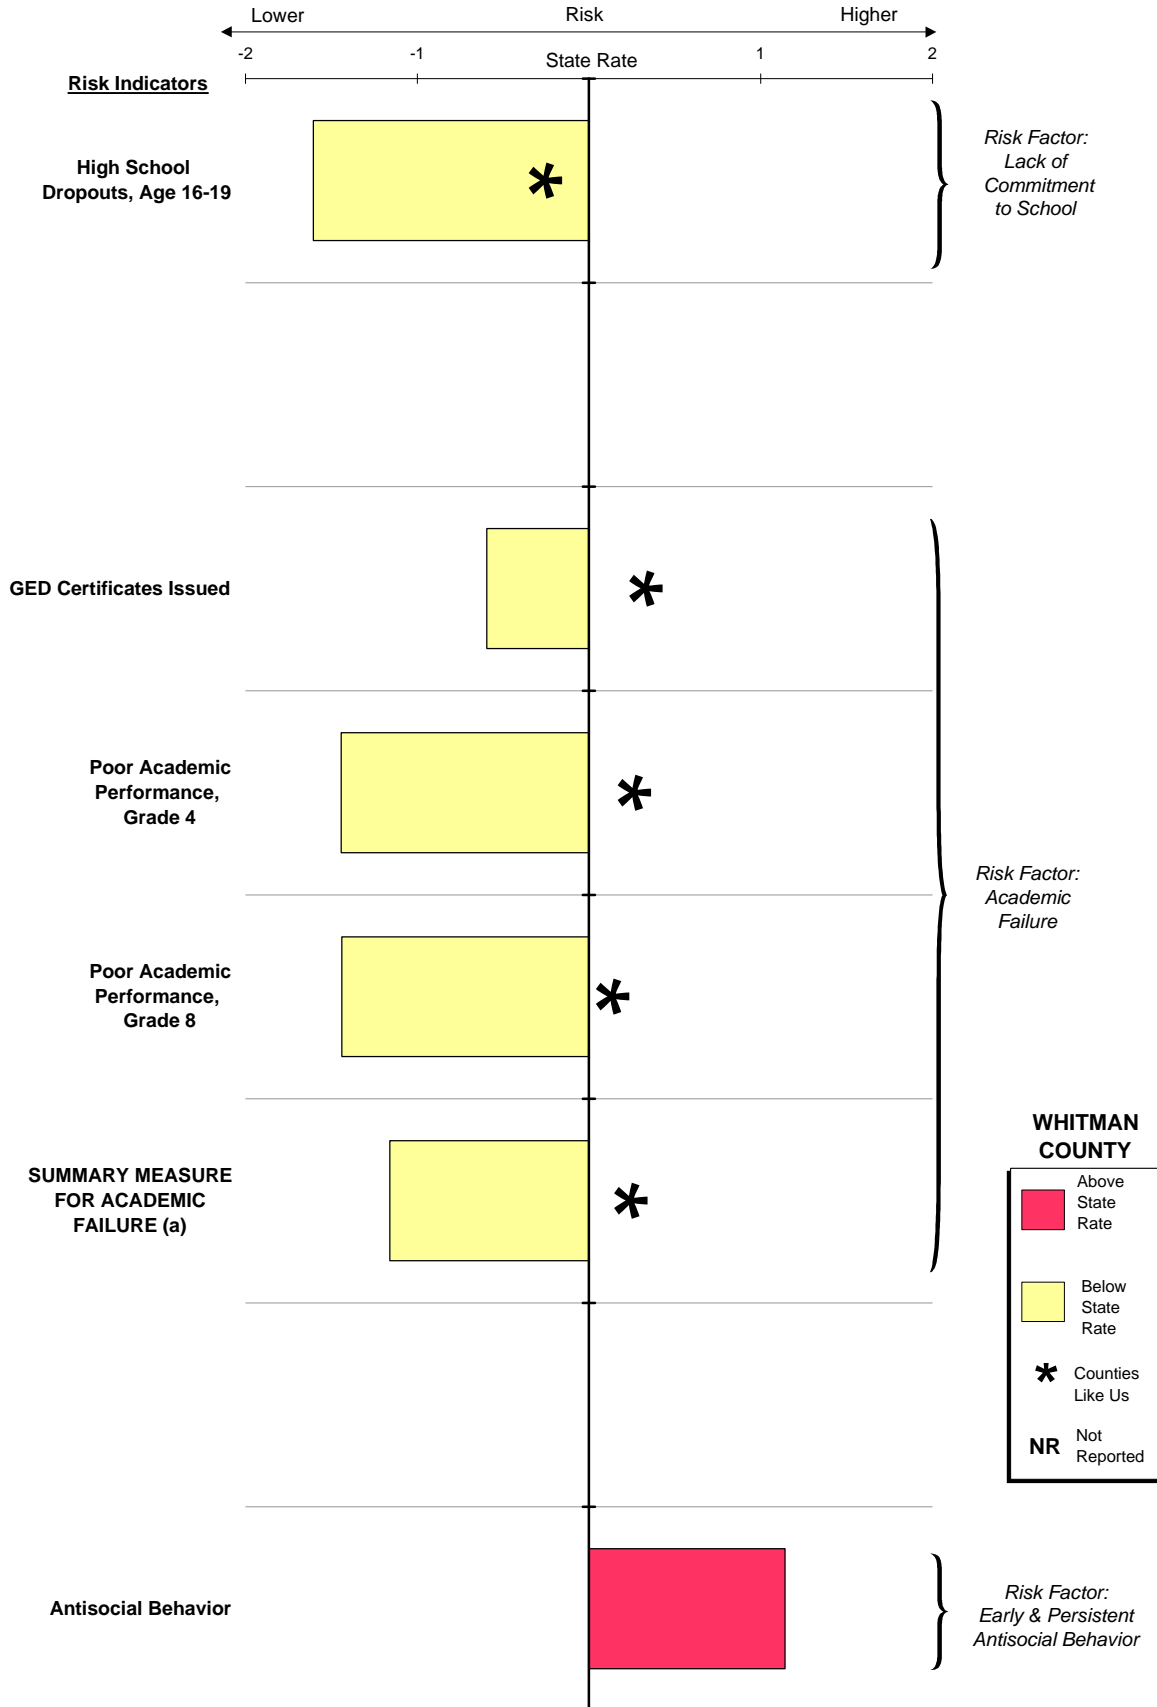 Lower Risk Higher
-2 -1 State Rate 1 2
Risk Indicators
High School
Dropouts, Age 16-19
*
Risk Factor:
Lack of
Commitment
to School
GED Certificates Issued
*
Poor Academic
Performance,
Grade 4
*
Poor Academic
Performance,
Grade 8
*
Risk Factor:
Academic
Failure
SUMMARY MEASURE
FOR ACADEMIC
FAILURE (a)
*
WHITMAN
COUNTY
Above
State
Rate
Below
State
Rate
* Counties
Like Us
NR Not
Reported
Antisocial Behavior
Risk Factor:
Early & Persistent
Antisocial Behavior